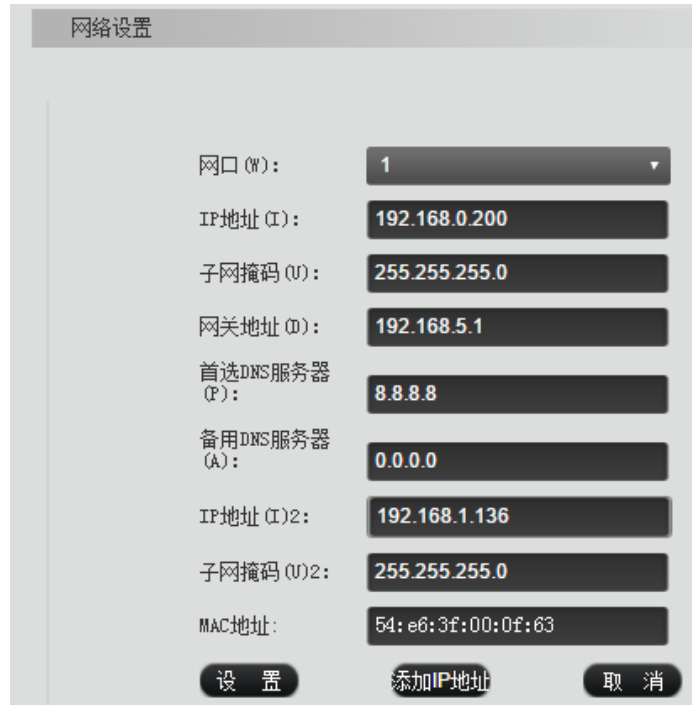 网络设置
网口(W): 1
IP地址(I): 192.168.0.200
子网掩码(U): 255.255.255.0
网关地址(D): 192.168.5.1
首选DNS服务器
(P): 8.8.8.8
备用DNS服务器
(A): 0.0.0.0
IP地址(I)2: 192.168.1.136
子网掩码(U)2: 255.255.255.0
MAC地址: 54:e6:3f:00:0f:63
设 置 添加IP地址 取 消